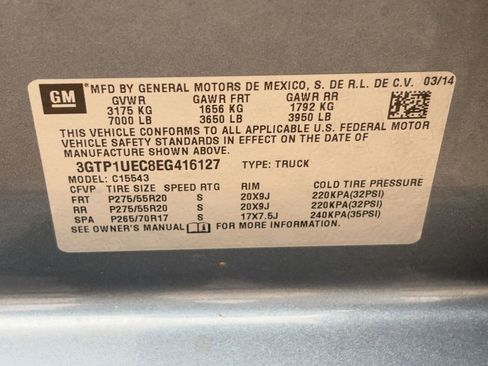 GM MFD BY GENERAL MOTORS DE MEXICO, S. DE R.L. DE C.V. 03/14
GVWR GAWR FRT GAWR RR
3175 KG 1656 KG 1792 KG
7000 LB 3650 LB 3950 LB
THIS VEHICLE CONFORMS TO ALL APPLICABLE U.S. FEDERAL MOTOR
VEHICLE SAFETY STANDARDS IN EFFECT ON THE DATE OF
MANUFACTURE SHOWN ABOVE.
3GTP1UEC8EG416127 TYPE: TRUCK
MODEL: C15543
CFVP TIRE SIZE SPEED RTG RIM COLD TIRE PRESSURE
FRT P275/55R20 S 20X9J 220KPA(32PSI)
RR P275/55R20 S 20X9J 220KPA(32PSI)
SPA P265/70R17 S 17X7.5J 240KPA(35PSI)
SEE OWNER'S MANUAL FOR MORE INFORMATION.